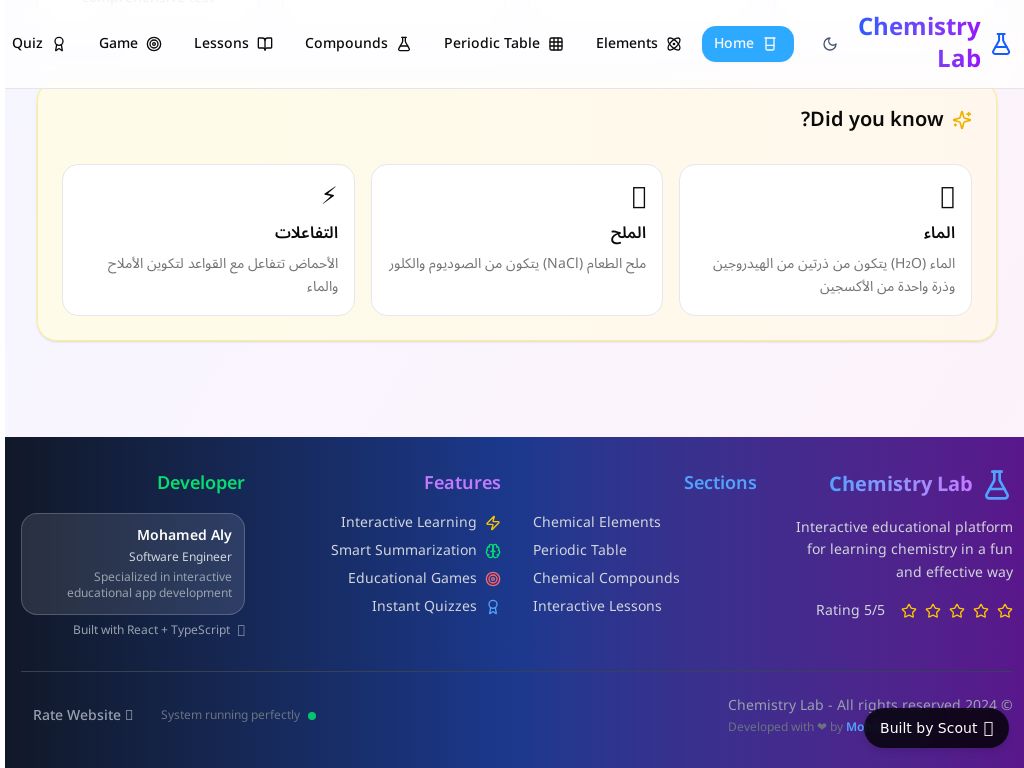 Chemistry
Lab
Home
Elements
Periodic Table
Compounds
Lessons
Game
Quiz
?Did you know
الماء
الماء (H₂O) يتكون من ذرتين من الهيدروجين
وذرة واحدة من الأكسجين
الملح
ملح الطعام (NaCl) يتكون من الصوديوم والكلور
التفاعلات
الأحماض تتفاعل مع القواعد لتكوين الأملاح
والماء
Chemistry Lab
Interactive educational platform
for learning chemistry in a fun
and effective way
Rating 5/5
Sections
Chemical Elements
Periodic Table
Chemical Compounds
Interactive Lessons
Features
Interactive Learning
Smart Summarization
Educational Games
Instant Quizzes
Developer
Mohamed Aly
Software Engineer
Specialized in interactive
educational app development
Built with React + TypeScript
Chemistry Lab - All rights reserved 2024 ©
Developed with ❤ by
System running perfectly
Rate Website
Built by Scout